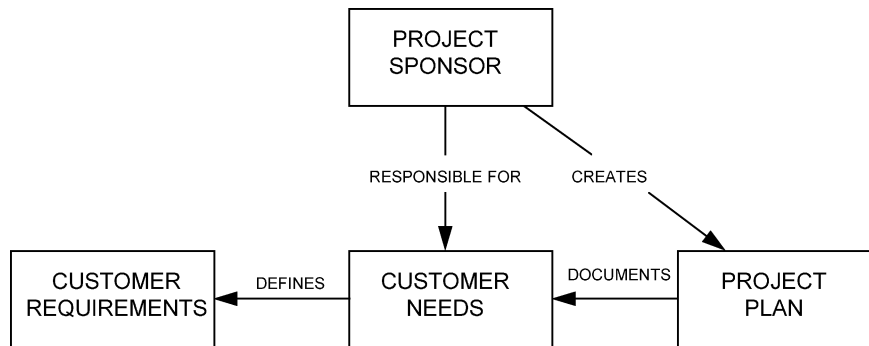 PROJECT
SPONSOR
RESPONSIBLE FOR
CREATES
CUSTOMER
REQUIREMENTS
DEFINES
CUSTOMER
NEEDS
DOCUMENTS
PROJECT
PLAN